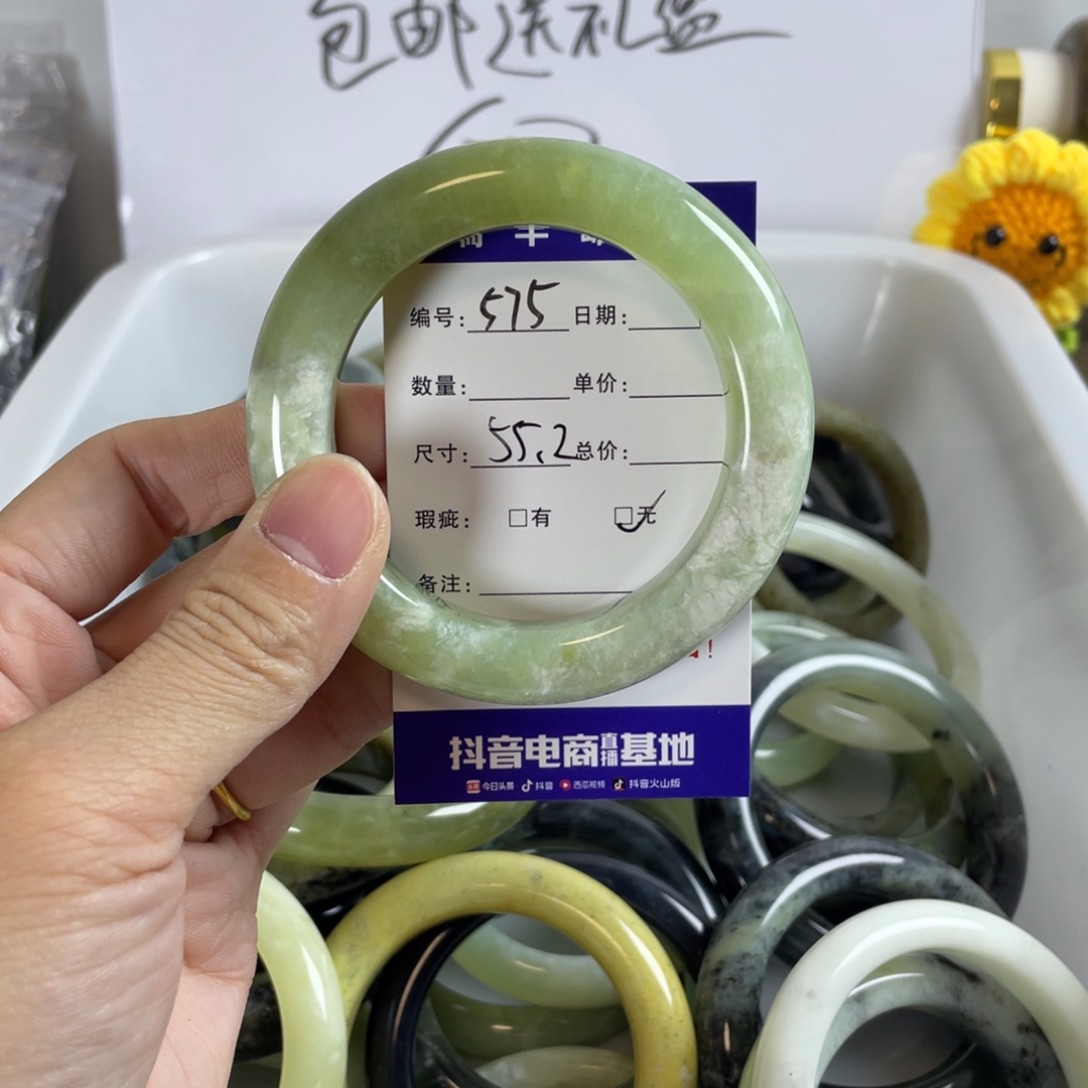 包邮送礼盒
编号: 575 日期:
数量: 单价:
尺寸: 55.2 总价:
瑕疵: □有 ☑无
备注:
!
抖音电商直播基地
今日头条 抖音 西瓜视频 抖音火山版